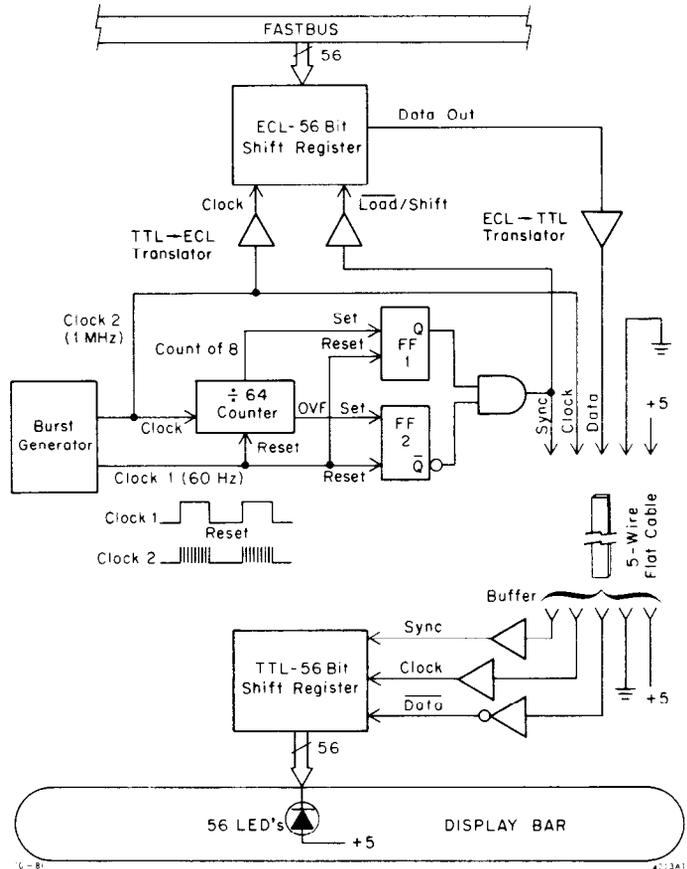 FASTBUS
56
ECL-56 Bit
Shift Register
Data Out
Clock
Load/Shift
TTL→ECL
Translator
ECL→TTL
Translator
Clock 2
(1 MHz)
Count of 8
Set
Reset
Q
FF
1
Burst
Generator
Clock
÷ 64
Counter
OVF
Set
FF
2
Q̅
Reset
Reset
Clock 1 (60 Hz)
Sync
Clock
Data
+5
Clock 1
Reset
Clock 2
5-Wire
Flat Cable
Buffer
Sync
Clock
D̅a̅t̅a̅
TTL-56 Bit
Shift Register
+5
56
56 LED's
+5
DISPLAY BAR